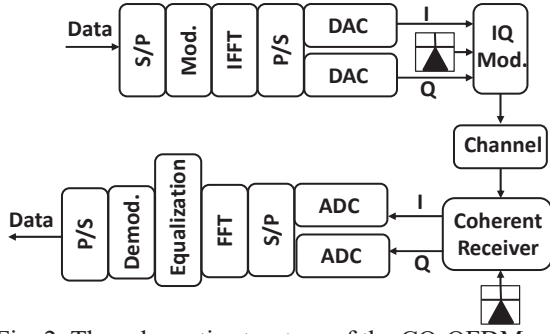 Data
S/P
Mod.
IFFT
P/S
DAC
DAC
I
Q
IQ
Mod.
Channel
Data
P/S
Demod.
Equalization
FFT
S/P
ADC
ADC
I
Q
Coherent
Receiver